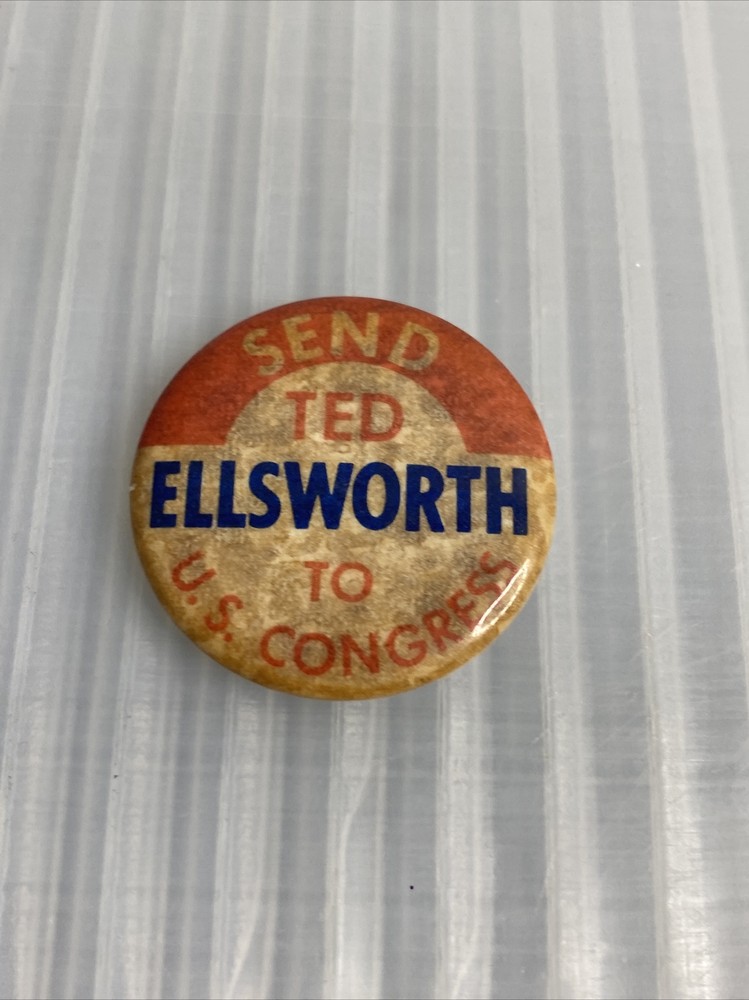 SEND
TED
ELLSWORTH
TO
U.S. CONGRESS